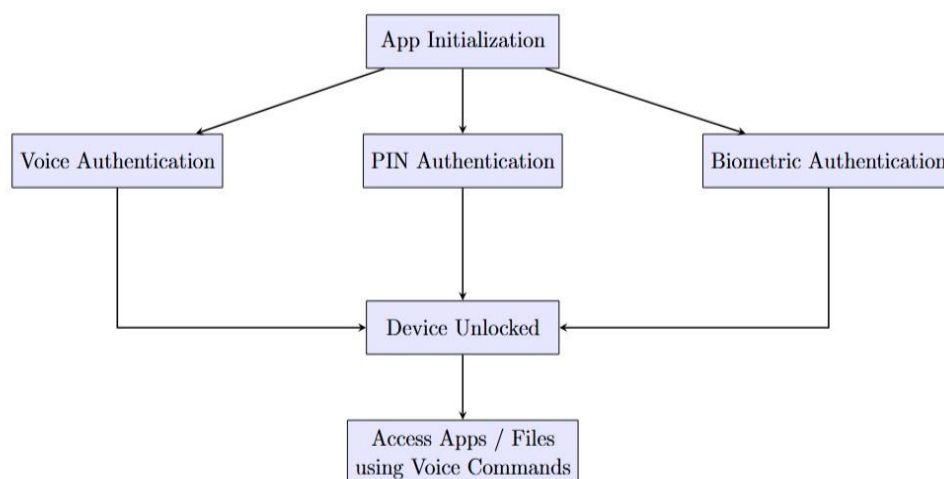 App Initialization
Voice Authentication
PIN Authentication
Biometric Authentication
Device Unlocked
Access Apps / Files
using Voice Commands